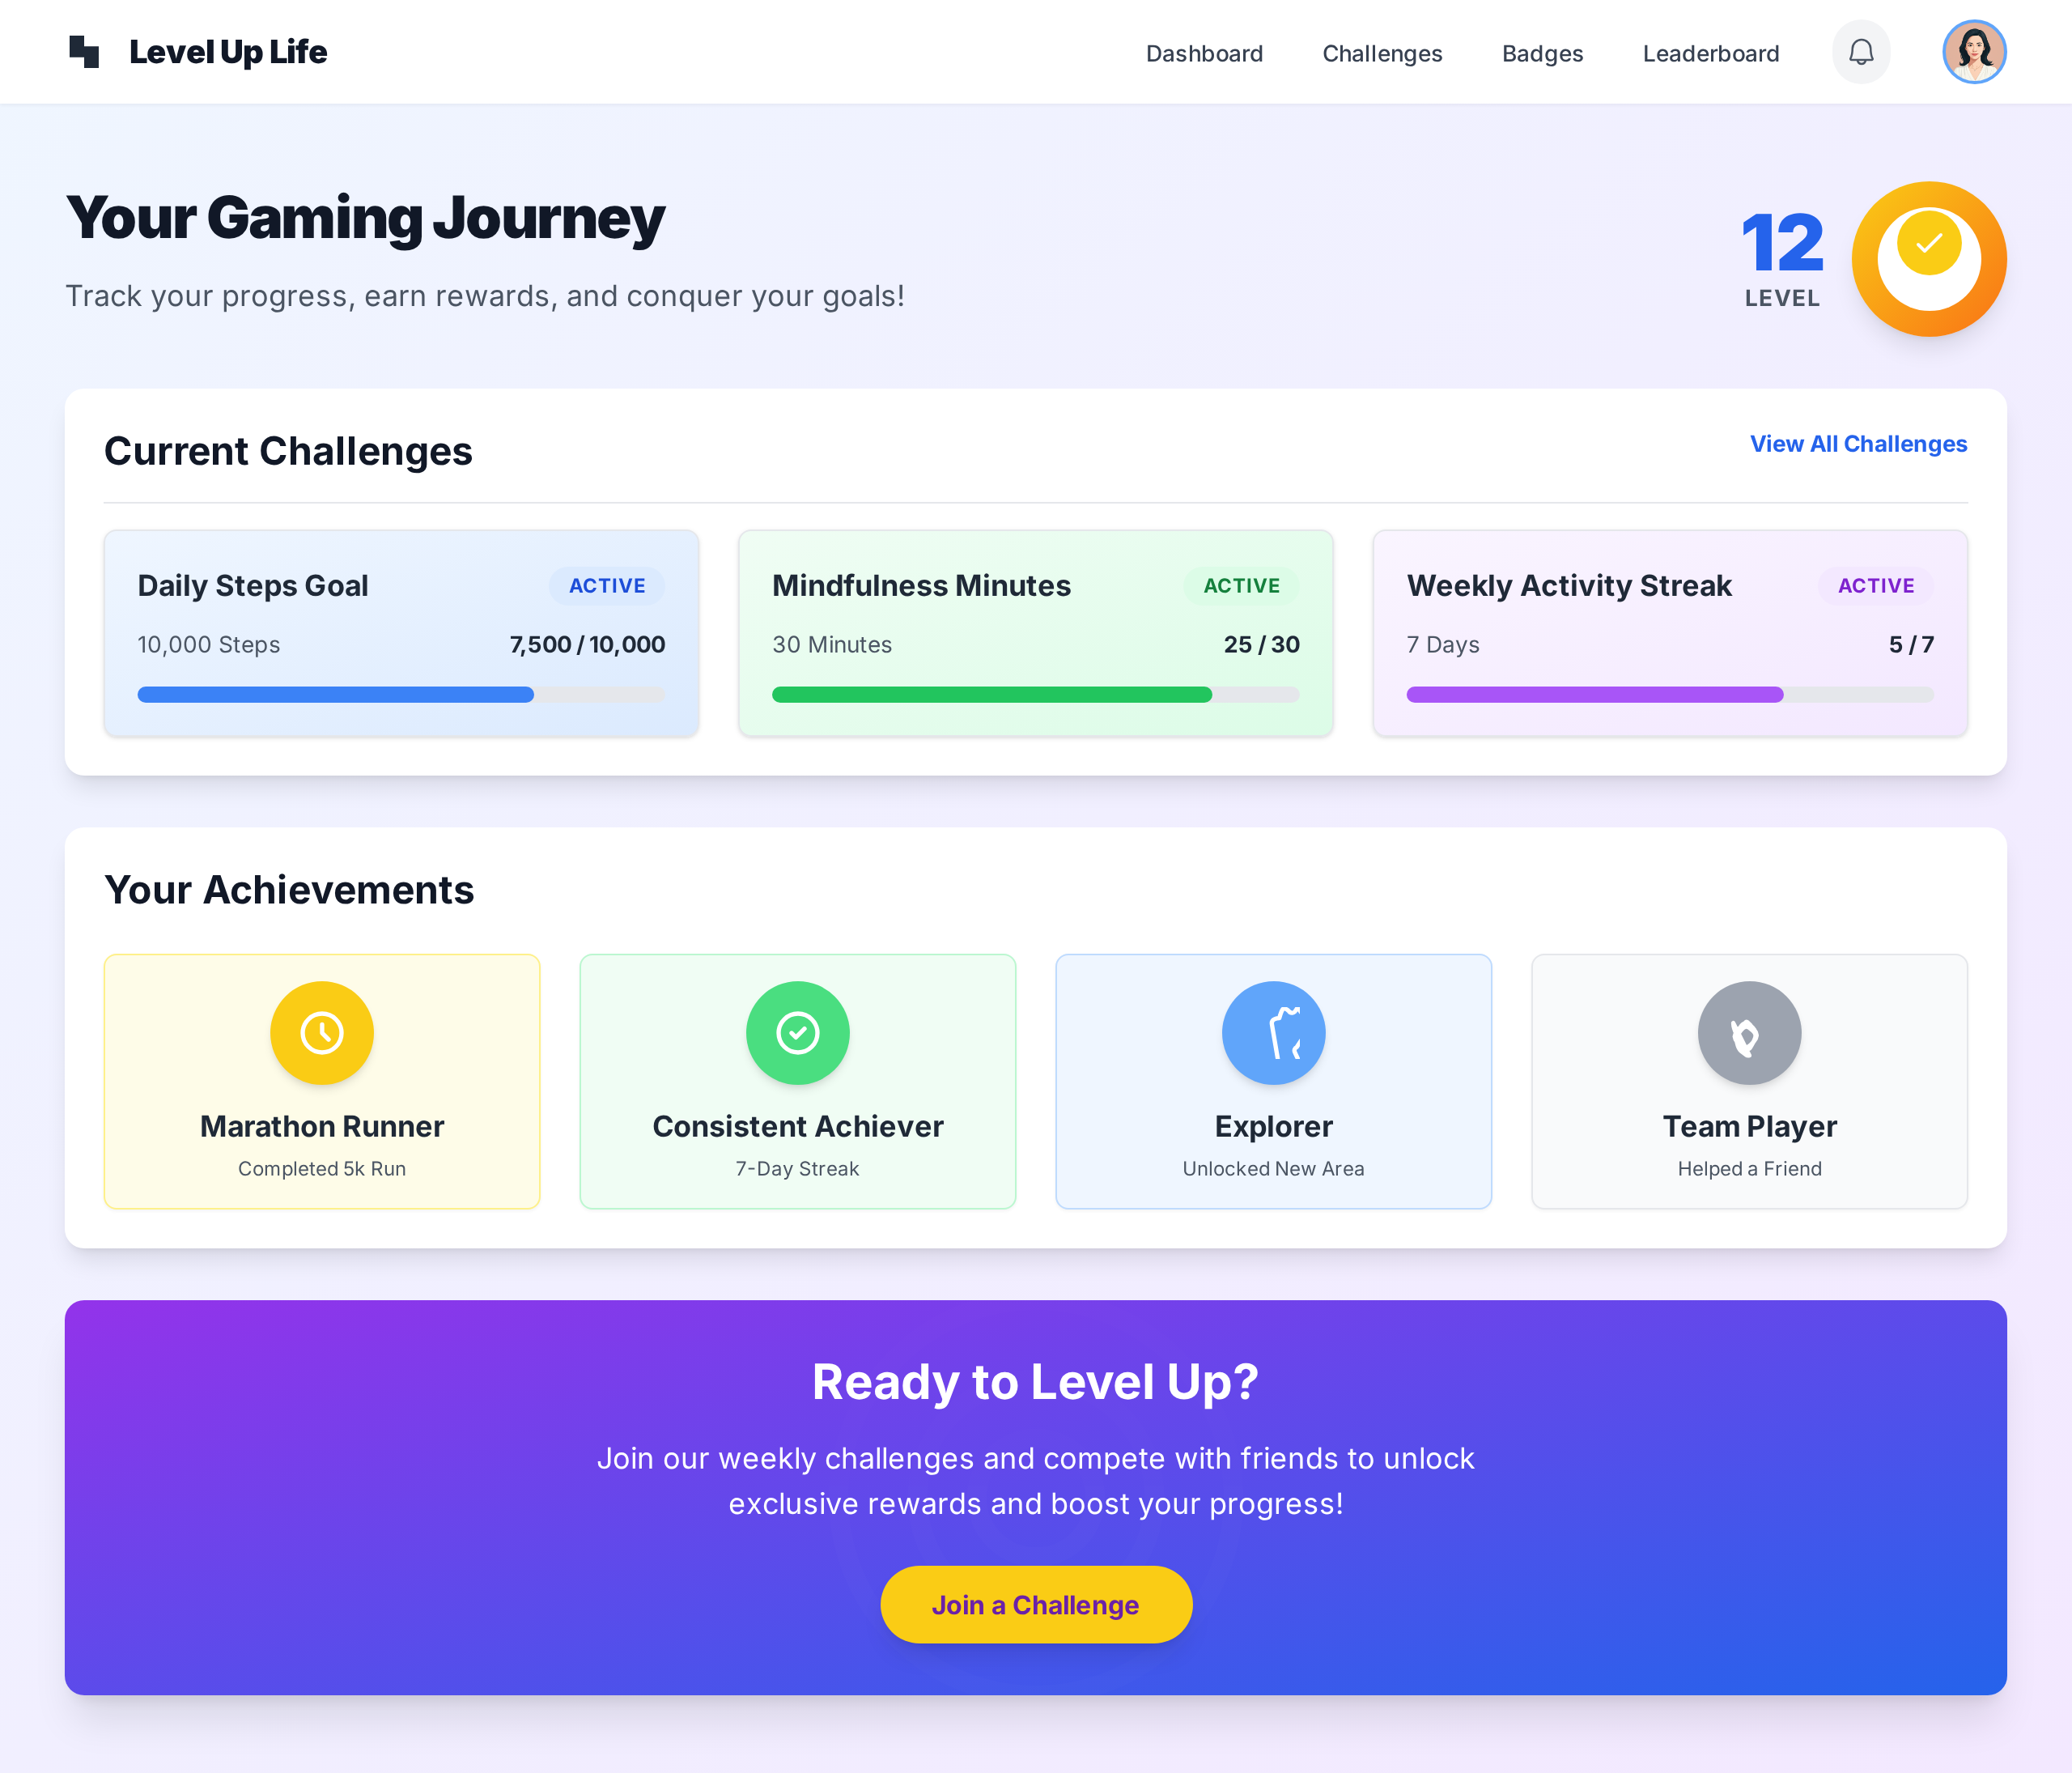 Level Up Life
Dashboard
Challenges
Badges
Leaderboard
Your Gaming Journey
Track your progress, earn rewards, and conquer your goals!
12
LEVEL
Current Challenges
View All Challenges
Daily Steps Goal
ACTIVE
10,000 Steps
7,500 / 10,000
Mindfulness Minutes
ACTIVE
30 Minutes
25 / 30
Weekly Activity Streak
ACTIVE
7 Days
5 / 7
Your Achievements
Marathon Runner
Completed 5k Run
Consistent Achiever
7-Day Streak
Explorer
Unlocked New Area
Team Player
Helped a Friend
Ready to Level Up?
Join our weekly challenges and compete with friends to unlock
exclusive rewards and boost your progress!
Join a Challenge